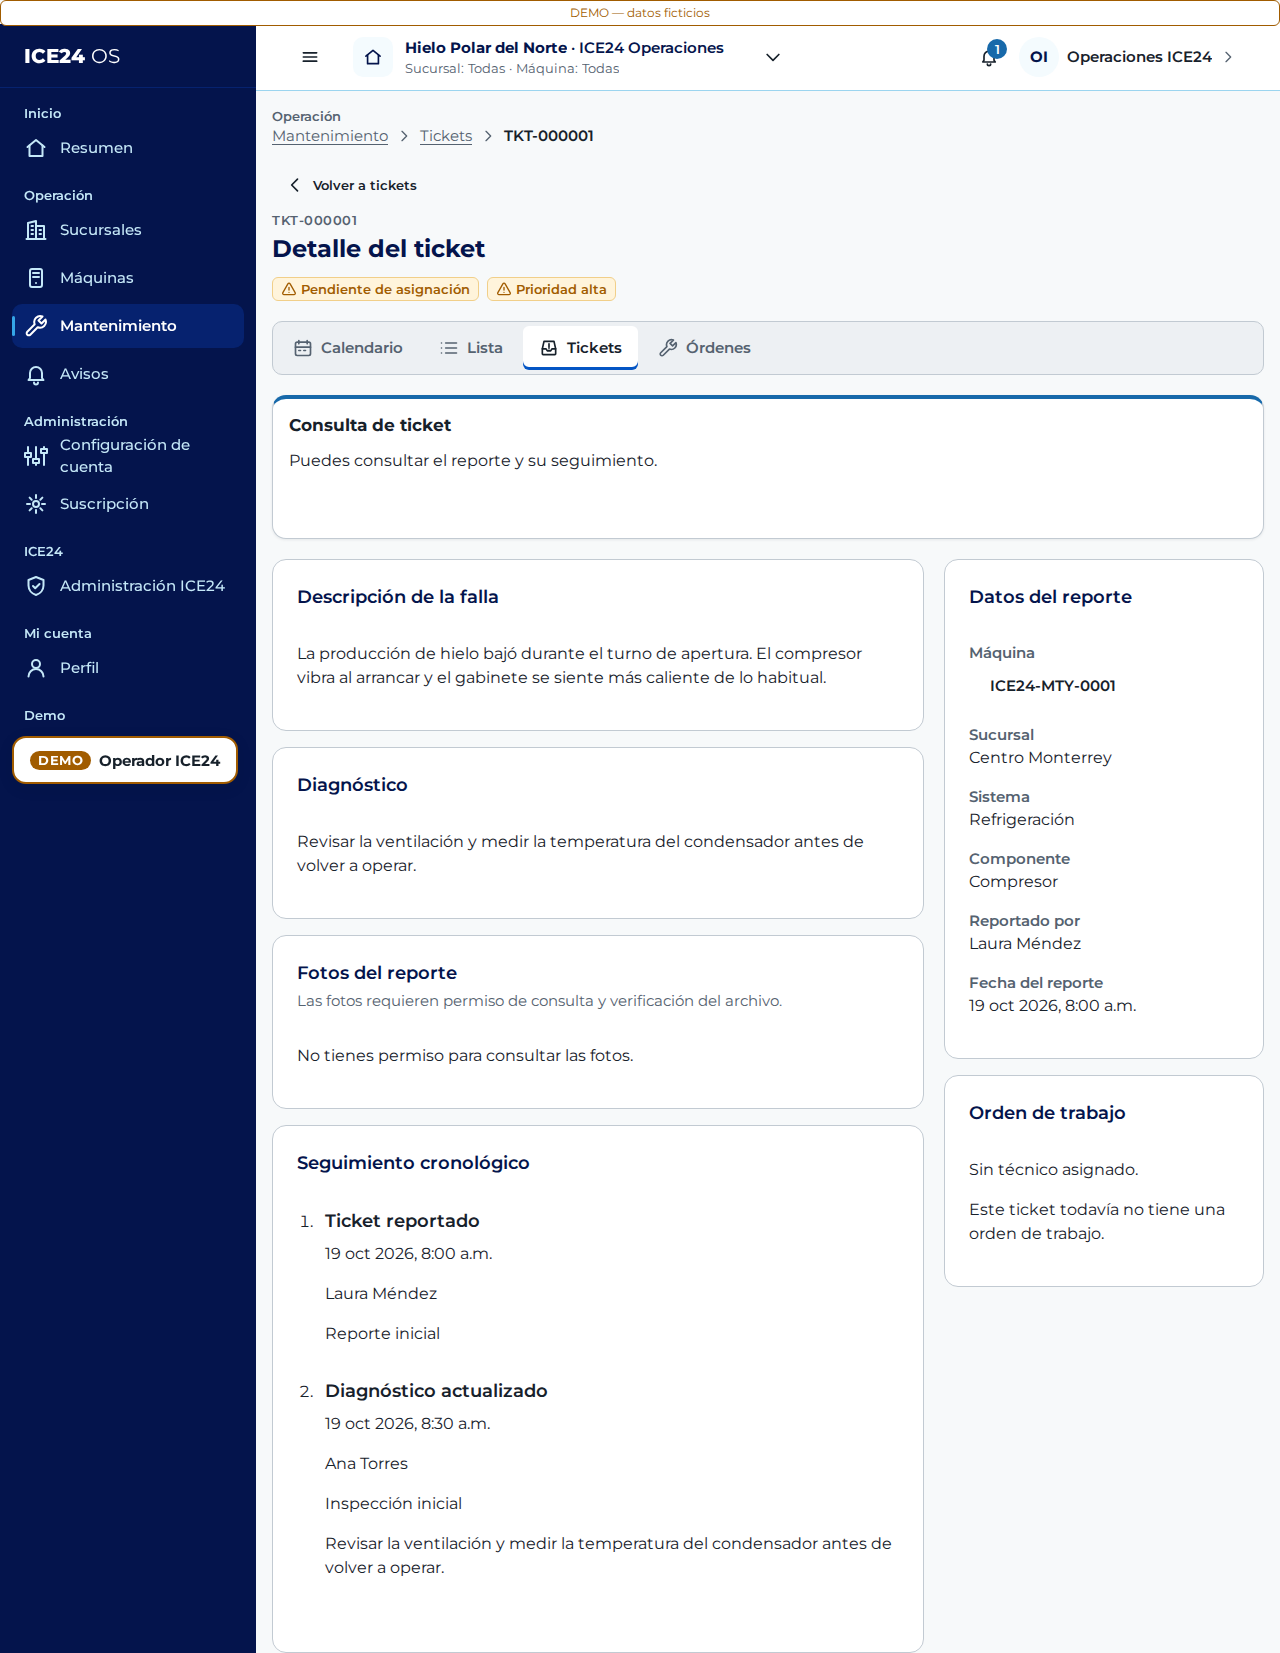 DEMO — datos ficticios
ICE24 OS
Hielo Polar del Norte · ICE24 Operaciones
Sucursal: Todas · Máquina: Todas
1
OI
Operaciones ICE24
Inicio
Resumen
Operación
Sucursales
Máquinas
Mantenimiento
Avisos
Administración
Configuración de
cuenta
Suscripción
ICE24
Administración ICE24
Mi cuenta
Perfil
Demo
DEMO Operador ICE24
Operación
Mantenimiento > Tickets > TKT-000001
Volver a tickets
TKT-000001
Detalle del ticket
Pendiente de asignación
Prioridad alta
Calendario
Lista
Tickets
Órdenes
Consulta de ticket
Puedes consultar el reporte y su seguimiento.
Descripción de la falla
La producción de hielo bajó durante el turno de apertura. El compresor
vibra al arrancar y el gabinete se siente más caliente de lo habitual.
Diagnóstico
Revisar la ventilación y medir la temperatura del condensador antes de
volver a operar.
Fotos del reporte
Las fotos requieren permiso de consulta y verificación del archivo.
No tienes permiso para consultar las fotos.
Seguimiento cronológico
1. Ticket reportado
19 oct 2026, 8:00 a.m.
Laura Méndez
Reporte inicial
2. Diagnóstico actualizado
19 oct 2026, 8:30 a.m.
Ana Torres
Inspección inicial
Revisar la ventilación y medir la temperatura del condensador antes de
volver a operar.
Datos del reporte
Máquina
ICE24-MTY-0001
Sucursal
Centro Monterrey
Sistema
Refrigeración
Componente
Compresor
Reportado por
Laura Méndez
Fecha del reporte
19 oct 2026, 8:00 a.m.
Orden de trabajo
Sin técnico asignado.
Este ticket todavía no tiene una
orden de trabajo.